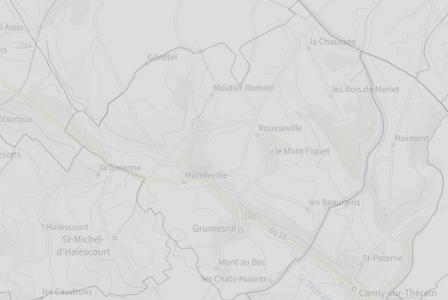 l Assis
la Chaussée
224
Génétel
Moutier Romain
les Bois de Merlet
Vauroux
Rousseville
Moimont
le Mont Fiquet
la Garenne
Mondeville
les Beaurains
Halescourt
Grumesnil
D135
St-Michel-
d'Halescourt
St-Paterne
Mont au Bec
les Chats-Huants
les Caudrons
Canny-sur-Thérain